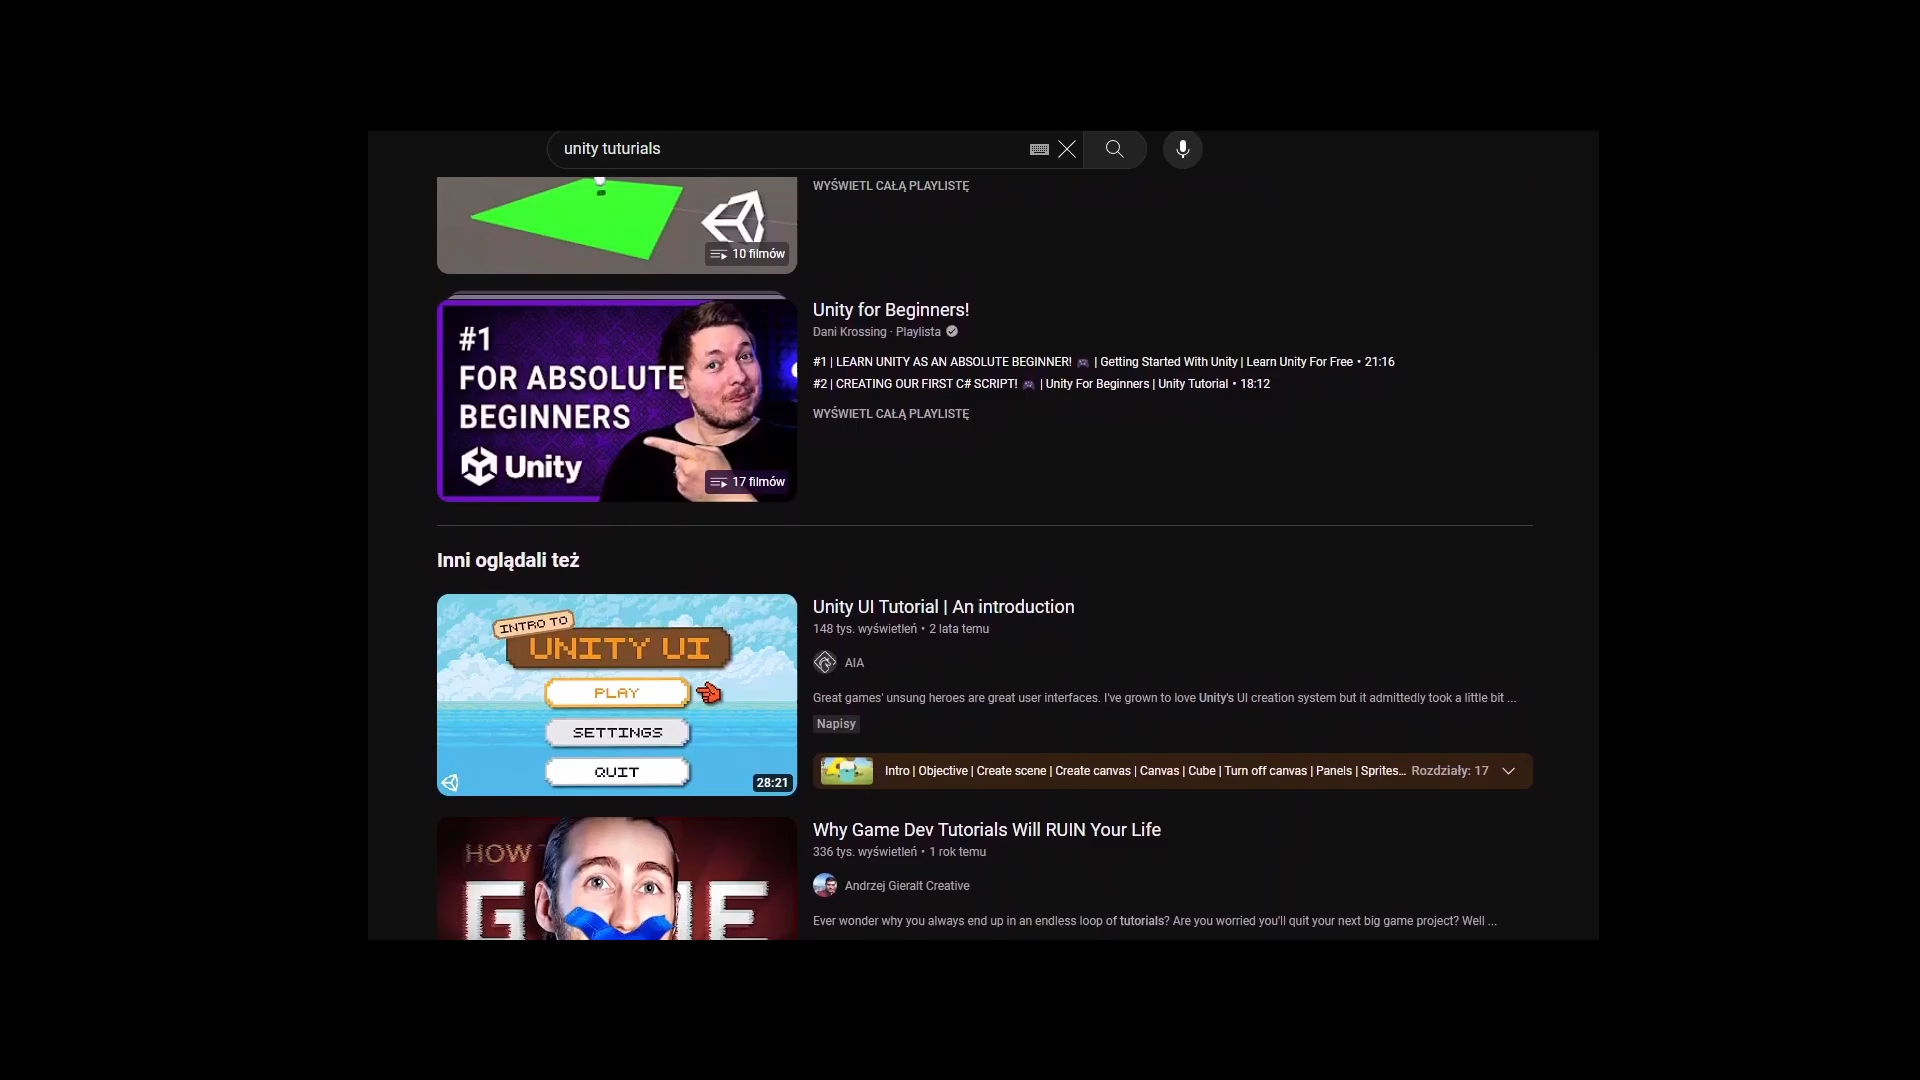 unity tuturials
WYŚWIETL CAŁĄ PLAYLISTĘ
10 filmów
#1
FOR ABSOLUTE
BEGINNERS
Unity
17 filmów
Unity for Beginners!
Dani Krossing · Playlista
#1 | LEARN UNITY AS AN ABSOLUTE BEGINNER! 🎮 | Getting Started With Unity | Learn Unity For Free • 21:16
#2 | CREATING OUR FIRST C# SCRIPT! 🎮 | Unity For Beginners | Unity Tutorial • 18:12
WYŚWIETL CAŁĄ PLAYLISTĘ
Inni oglądali też
INTRO TO
UNITY UI
PLAY
SETTINGS
QUIT
28:21
Unity UI Tutorial | An introduction
148 tys. wyświetleń • 2 lata temu
AIA
Great games' unsung heroes are great user interfaces. I've grown to love Unity's UI creation system but it admittedly took a little bit ...
Napisy
Intro | Objective | Create scene | Create canvas | Canvas | Cube | Turn off canvas | Panels | Sprites... Rozdziały: 17
HOW
Why Game Dev Tutorials Will RUIN Your Life
336 tys. wyświetleń • 1 rok temu
Andrzej Gieralt Creative
Ever wonder why you always end up in an endless loop of tutorials? Are you worried you'll quit your next big game project? Well ...